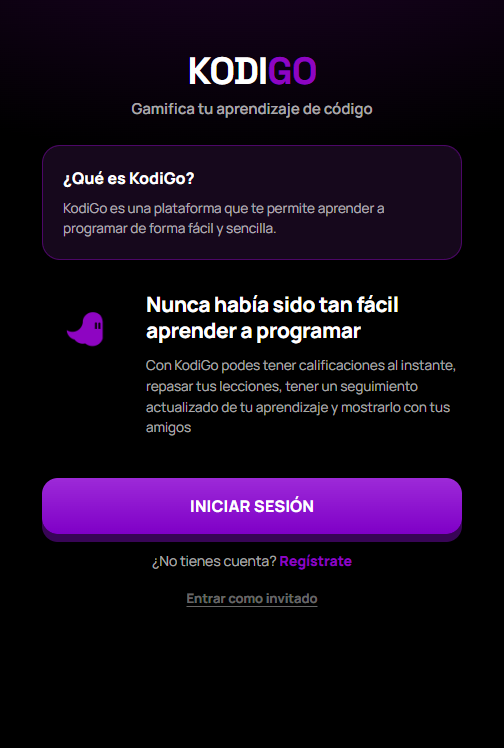 KODIGO
Gamifica tu aprendizaje de código
¿Qué es KodiGo?
KodiGo es una plataforma que te permite aprender a
programar de forma fácil y sencilla.
Nunca había sido tan fácil
aprender a programar
Con KodiGo podes tener calificaciones al instante,
repasar tus lecciones, tener un seguimiento
actualizado de tu aprendizaje y mostrarlo con tus
amigos
INICIAR SESIÓN
¿No tienes cuenta? Regístrate
Entrar como invitado